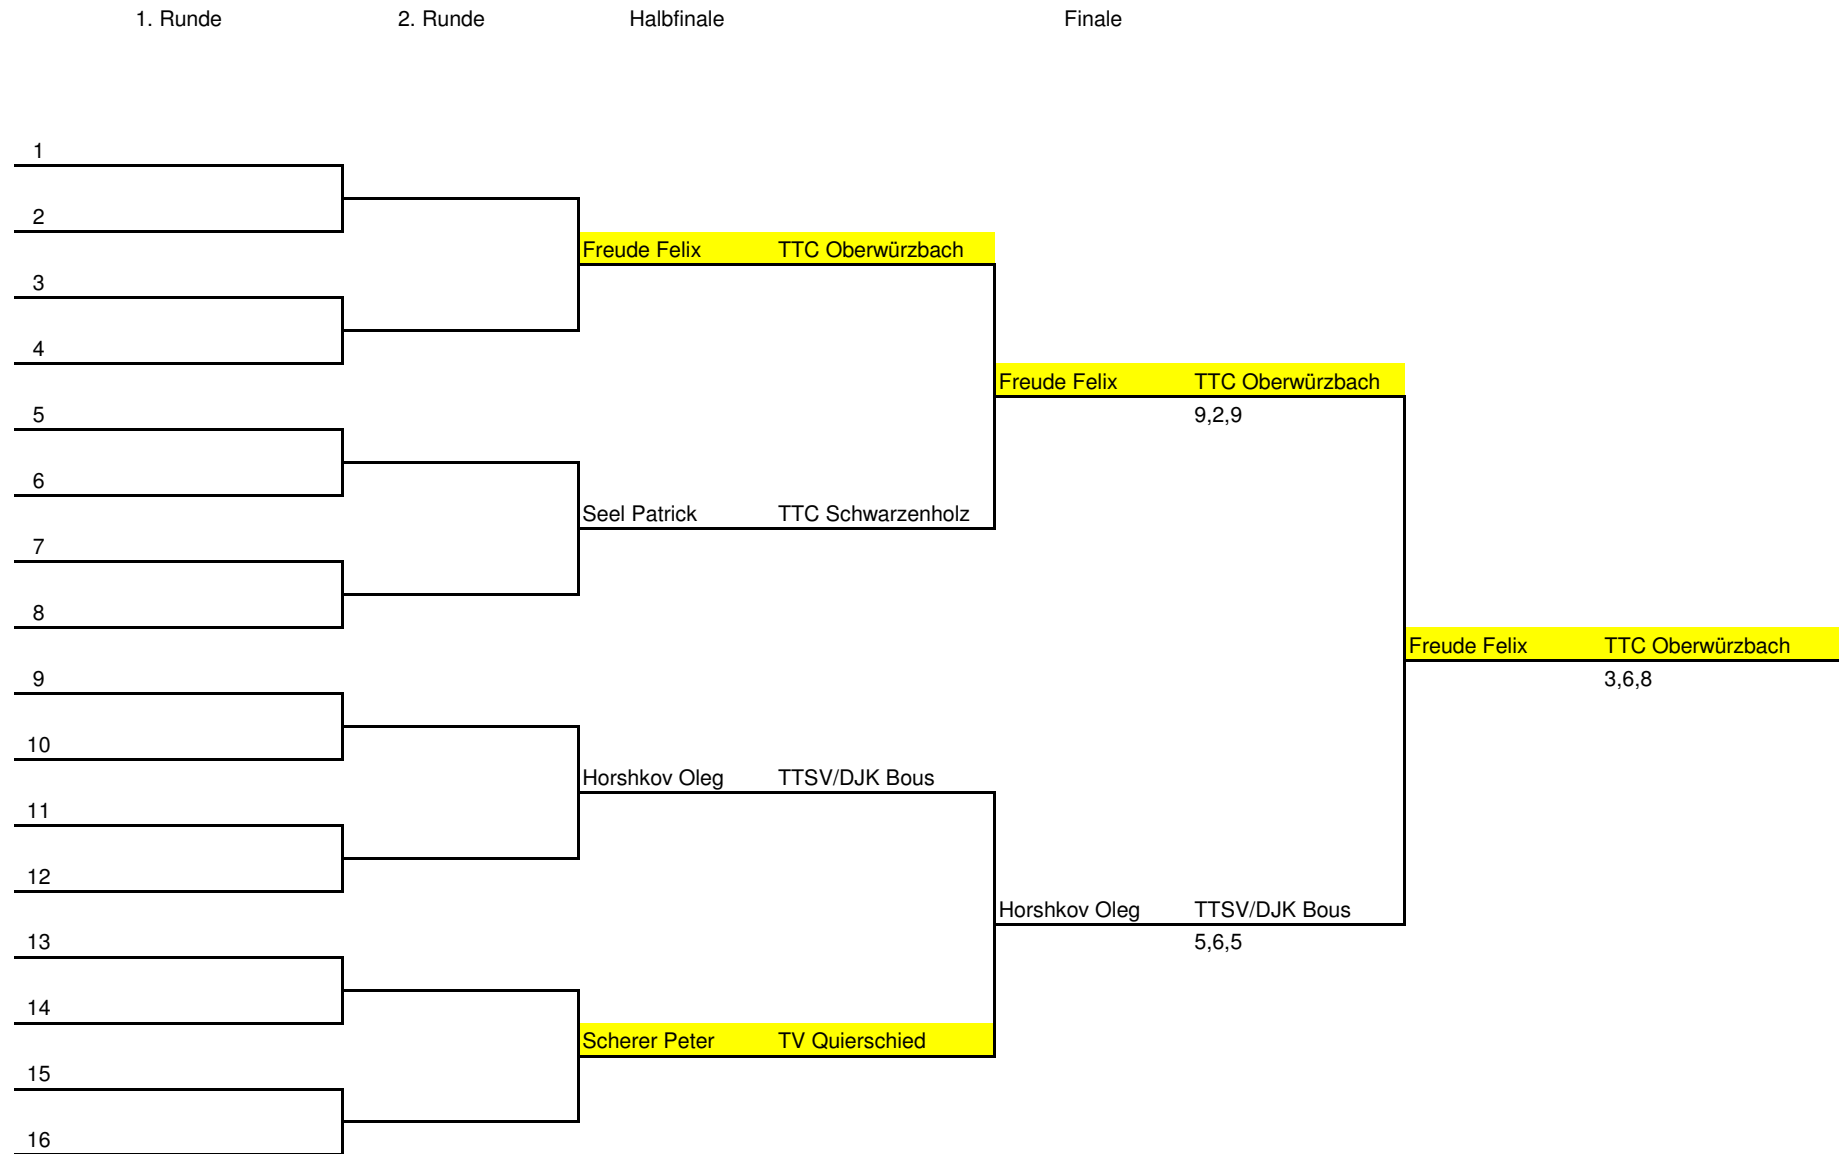 1. Runde 2. Runde Halbfinale Finale
1
2
Freude Felix TTC Oberwürzbach
3
4
Freude Felix TTC Oberwürzbach
5 9,2,9
6
Seel Patrick TTC Schwarzenholz
7
8
Freude Felix TTC Oberwürzbach
9 3,6,8
10
Horshkov Oleg TTSV/DJK Bous
11
12
Horshkov Oleg TTSV/DJK Bous
13 5,6,5
14
Scherer Peter TV Quierschied
15
16